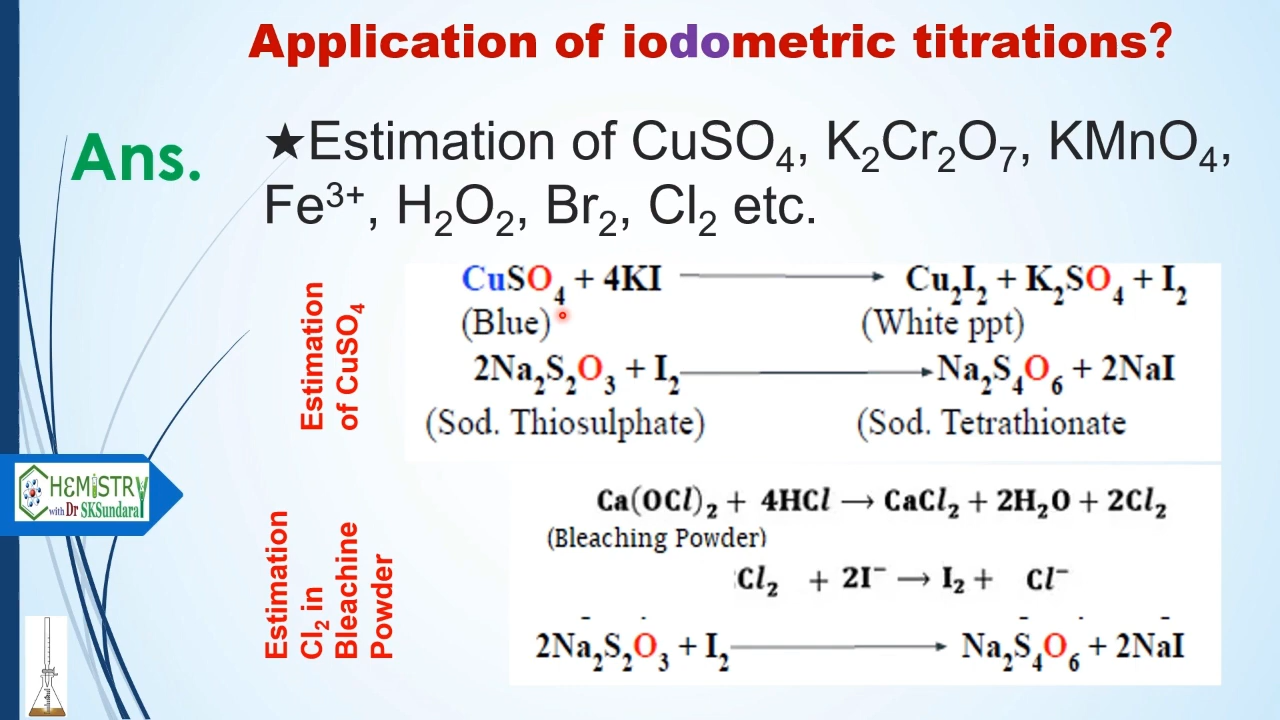 Application of iodometric titrations?
Ans.
★Estimation of CuSO₄, K₂Cr₂O₇, KMnO₄,
Fe³⁺, H₂O₂, Br₂, Cl₂ etc.
Estimation
of CuSO₄
CuSO₄ + 4KI ⟶ Cu₂I₂ + K₂SO₄ + I₂
(Blue) (White ppt)
2Na₂S₂O₃ + I₂ ⟶ Na₂S₄O₆ + 2NaI
(Sod. Thiosulphate) (Sod. Tetrathionate
CHEMiSTRY
with Dr SKSundaray
Estimation
Cl₂ in
Bleachine
Powder
Ca(OCl)₂ + 4HCl → CaCl₂ + 2H₂O + 2Cl₂
(Bleaching Powder)
Cl₂ + 2I⁻ → I₂ + Cl⁻
2Na₂S₂O₃ + I₂ ⟶ Na₂S₄O₆ + 2NaI